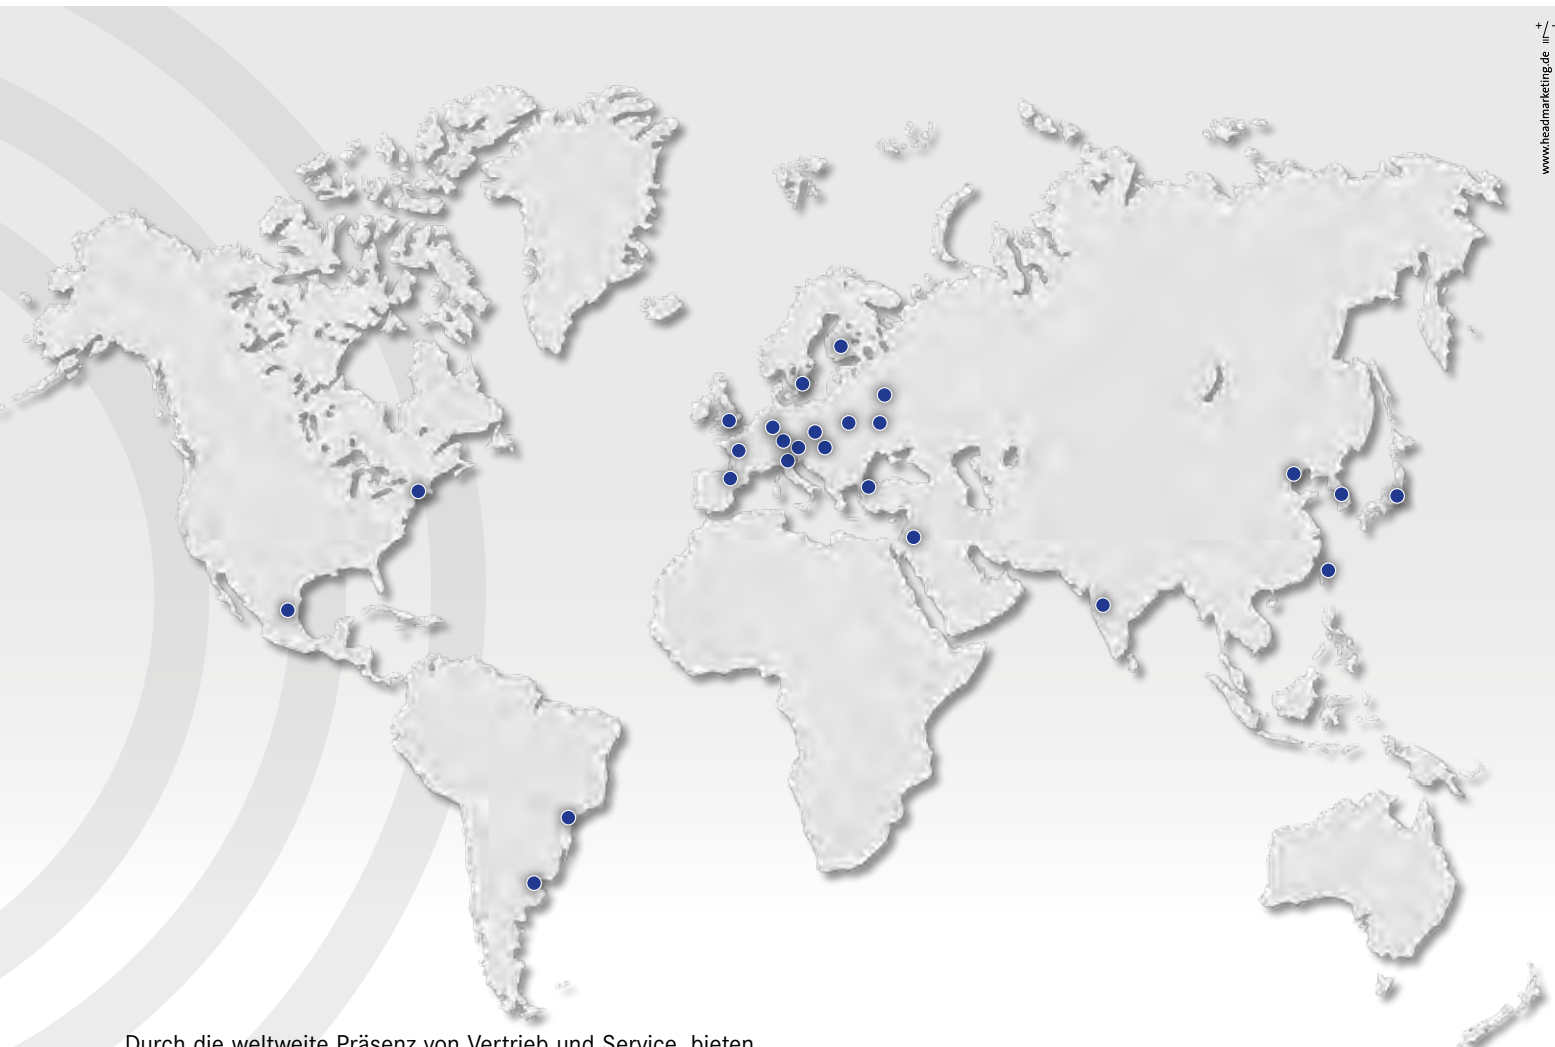 www.headmarketing.de
Durch die weltweite Präsenz von Vertrieb und Service, bieten